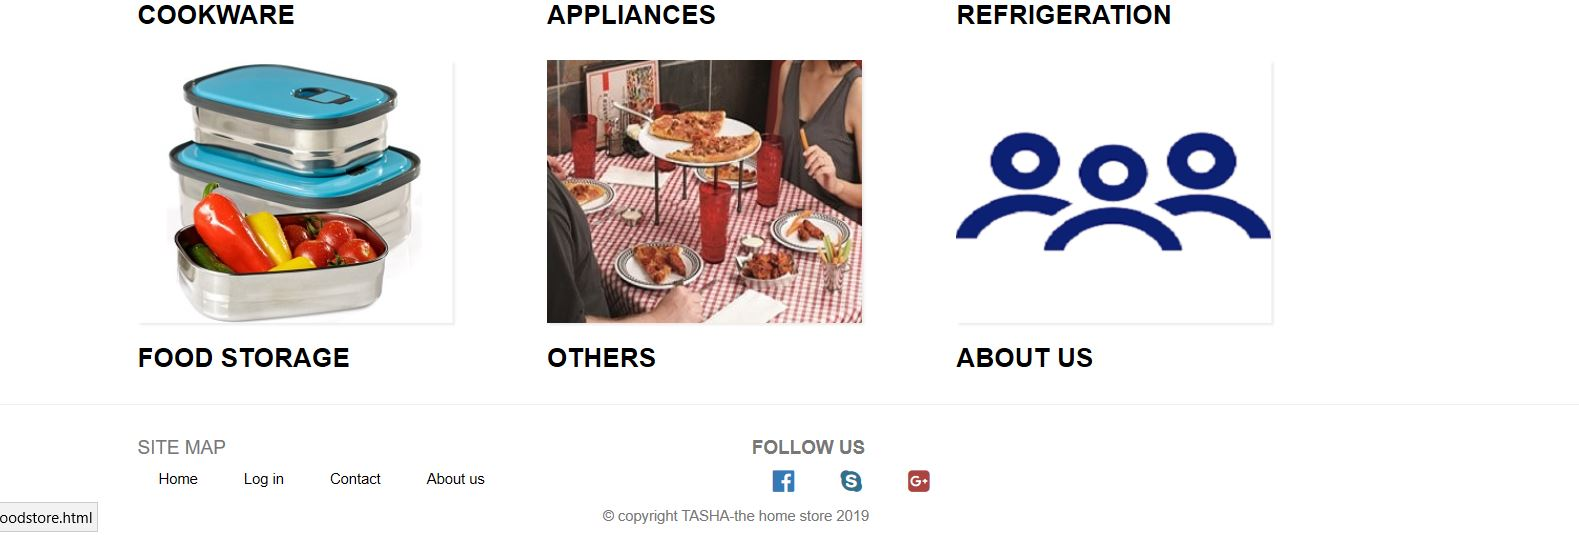 COOKWARE
APPLIANCES
REFRIGERATION
FOOD STORAGE
OTHERS
ABOUT US
SITE MAP
FOLLOW US
Home
Log in
Contact
About us
oodstore.html
© copyright TASHA-the home store 2019